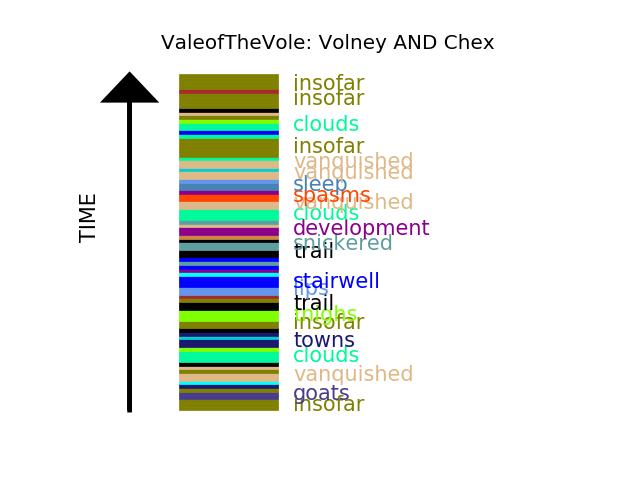 ValeofTheVole: Volney AND Chex
TIME
insofar
insofar
clouds
insofar
vanquished
vanquished
sleep
spasms
vanquished
clouds
development
snickered
trail
stairwell
lips
trail
thighs
insofar
towns
clouds
vanquished
goats
insofar